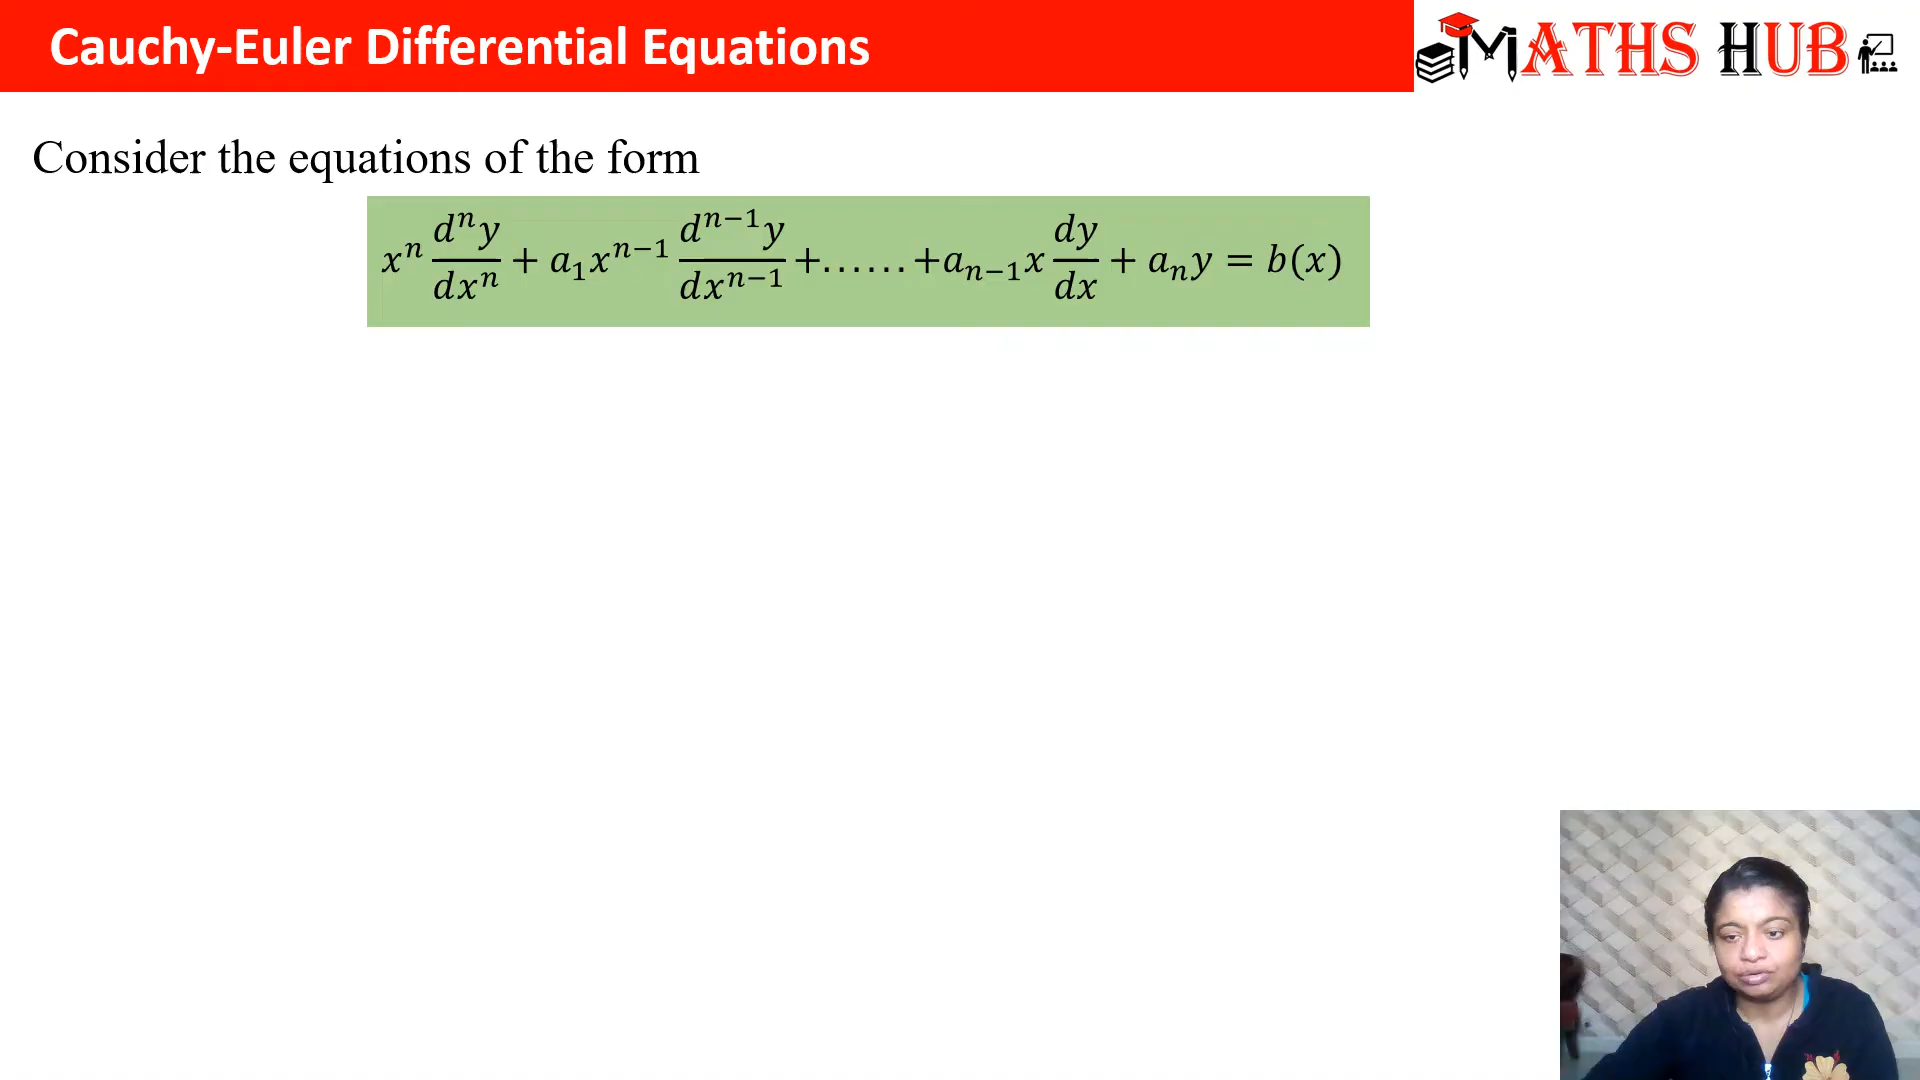 Cauchy-Euler Differential Equations
MATHS HUB
Consider the equations of the form
xⁿ dⁿy/dxⁿ + a₁xⁿ⁻¹ dⁿ⁻¹y/dxⁿ⁻¹ +......+aₙ₋₁x dy/dx + aₙy = b(x)